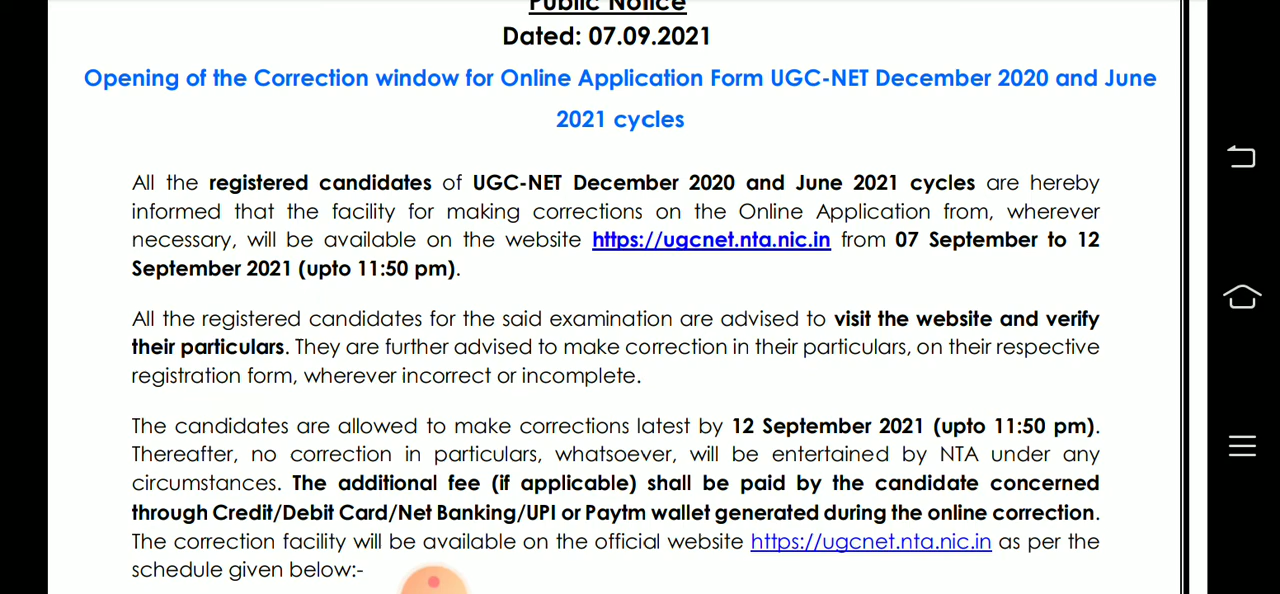 Public Notice
Dated: 07.09.2021
Opening of the Correction window for Online Application Form UGC-NET December 2020 and June
2021 cycles
All the registered candidates of UGC-NET December 2020 and June 2021 cycles are hereby
informed that the facility for making corrections on the Online Application from, wherever
necessary, will be available on the website https://ugcnet.nta.nic.in from 07 September to 12
September 2021 (upto 11:50 pm).
All the registered candidates for the said examination are advised to visit the website and verify
their particulars. They are further advised to make correction in their particulars, on their respective
registration form, wherever incorrect or incomplete.
The candidates are allowed to make corrections latest by 12 September 2021 (upto 11:50 pm).
Thereafter, no correction in particulars, whatsoever, will be entertained by NTA under any
circumstances. The additional fee (if applicable) shall be paid by the candidate concerned
through Credit/Debit Card/Net Banking/UPI or Paytm wallet generated during the online correction.
The correction facility will be available on the official website https://ugcnet.nta.nic.in as per the
schedule given below:-